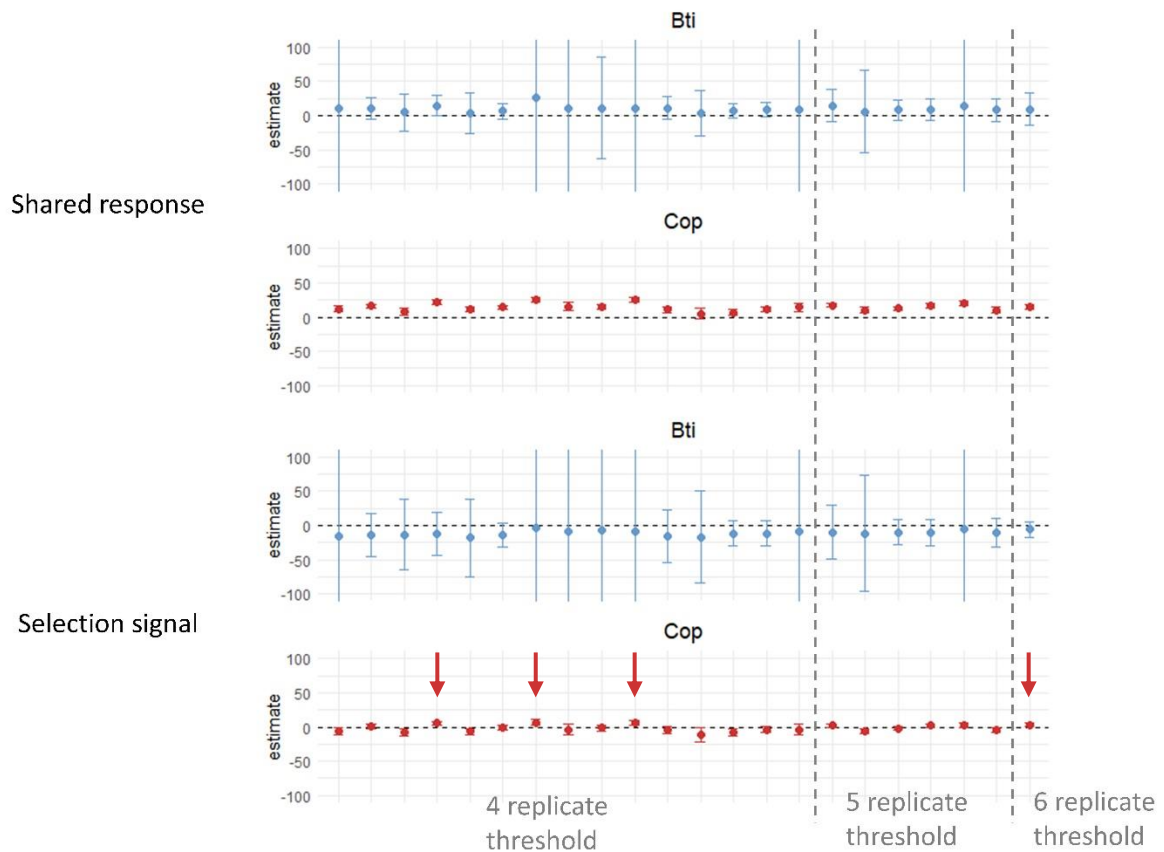 Bti
estimate
100
50
0
-50
-100
Shared response
Cop
estimate
100
50
0
-50
-100
Bti
estimate
100
50
0
-50
-100
Selection signal
Cop
estimate
100
50
0
-50
-100
4 replicate
threshold
5 replicate
threshold
6 replicate
threshold